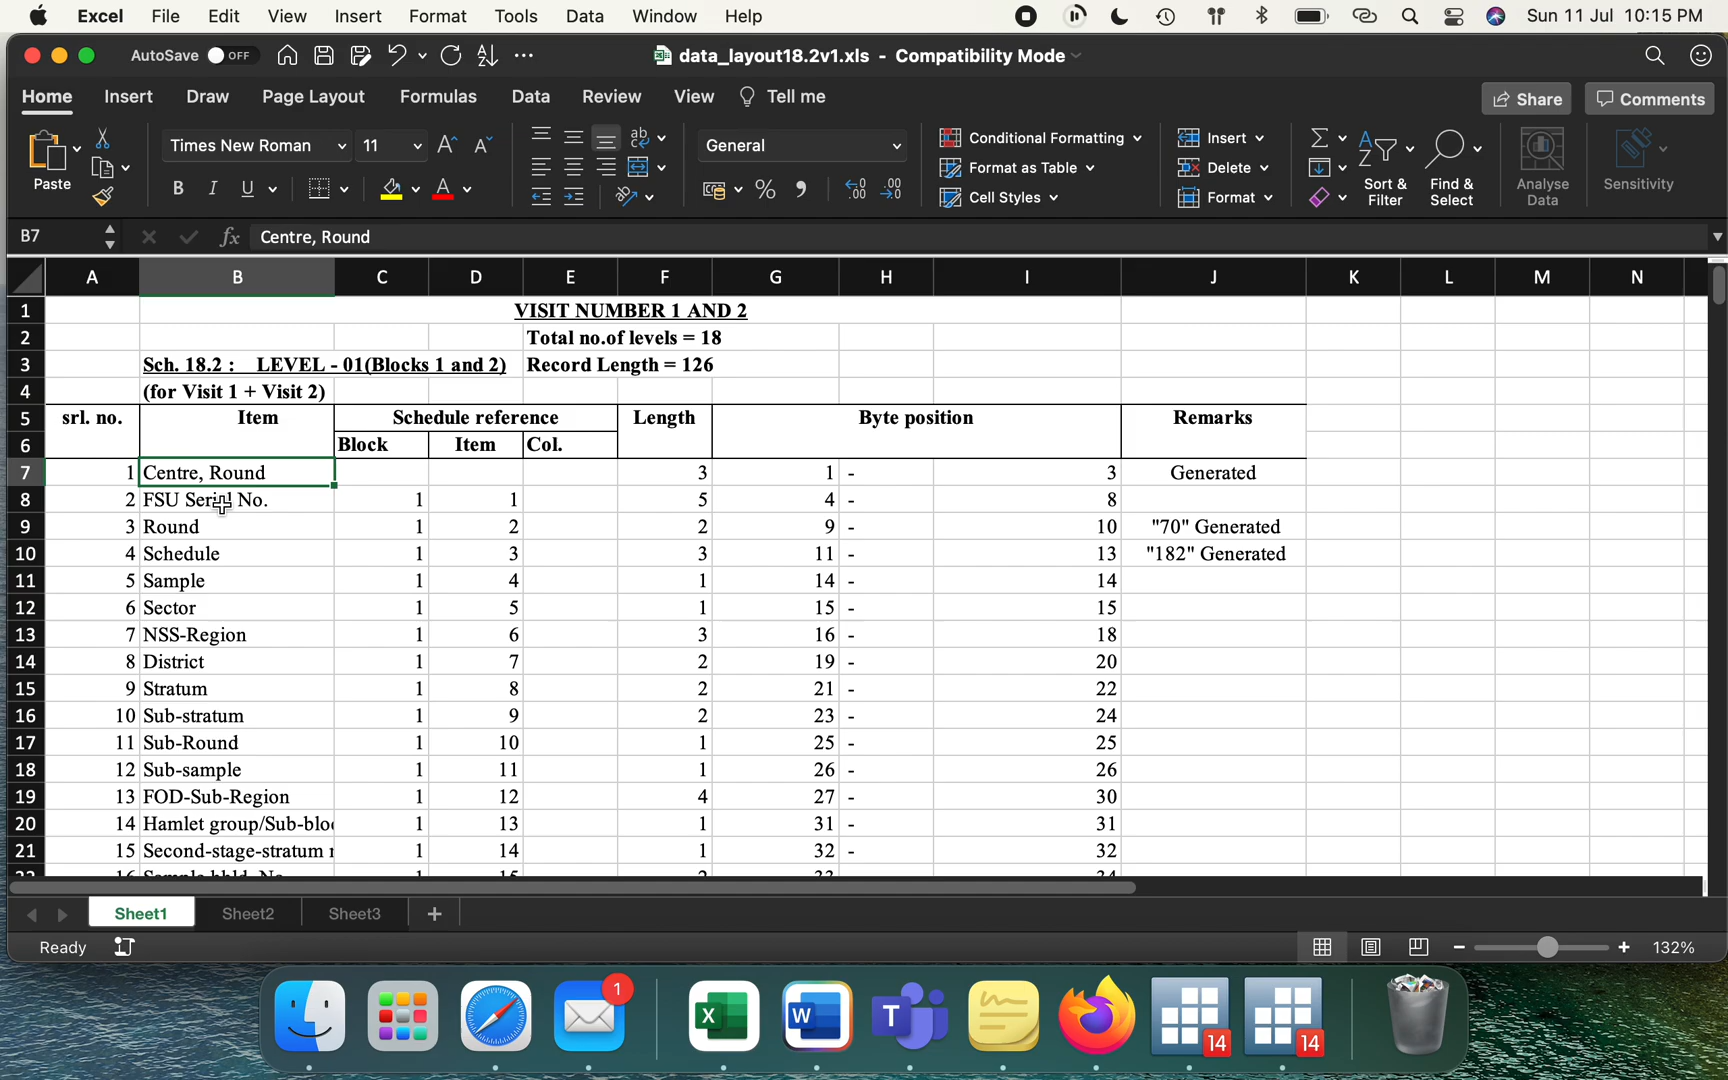 Excel File Edit View Insert Format Tools Data Window Help Sun 11 Jul 10:15 PM
AutoSave OFF data_layout18.2v1.xls - Compatibility Mode
Home Insert Draw Page Layout Formulas Data Review View Tell me Share Comments
Paste Times New Roman 11 General Conditional Formatting Insert
Format as Table Delete
Cell Styles Format
Sort & Filter Find & Select Analyse Data Sensitivity
B7 fx Centre, Round
A B C D E F G H I J K L M N
1 VISIT NUMBER 1 AND 2
2 Total no.of levels = 18
3 Sch. 18.2 : LEVEL - 01(Blocks 1 and 2) Record Length = 126
4 (for Visit 1 + Visit 2)
5 srl. no. Item Schedule reference Length Byte position Remarks
6 Block Item Col.
7 1 Centre, Round 3 1 - 3 Generated
8 2 FSU Serial No. 1 1 5 4 - 8
9 3 Round 1 2 2 9 - 10 "70" Generated
10 4 Schedule 1 3 3 11 - 13 "182" Generated
11 5 Sample 1 4 1 14 - 14
12 6 Sector 1 5 1 15 - 15
13 7 NSS-Region 1 6 3 16 - 18
14 8 District 1 7 2 19 - 20
15 9 Stratum 1 8 2 21 - 22
16 10 Sub-stratum 1 9 2 23 - 24
17 11 Sub-Round 1 10 1 25 - 25
18 12 Sub-sample 1 11 1 26 - 26
19 13 FOD-Sub-Region 1 12 4 27 - 30
20 14 Hamlet group/Sub-blo 1 13 1 31 - 31
21 15 Second-stage-stratum 1 14 1 32 - 32
Sheet1 Sheet2 Sheet3
Ready 132%
1 X W T 14 14